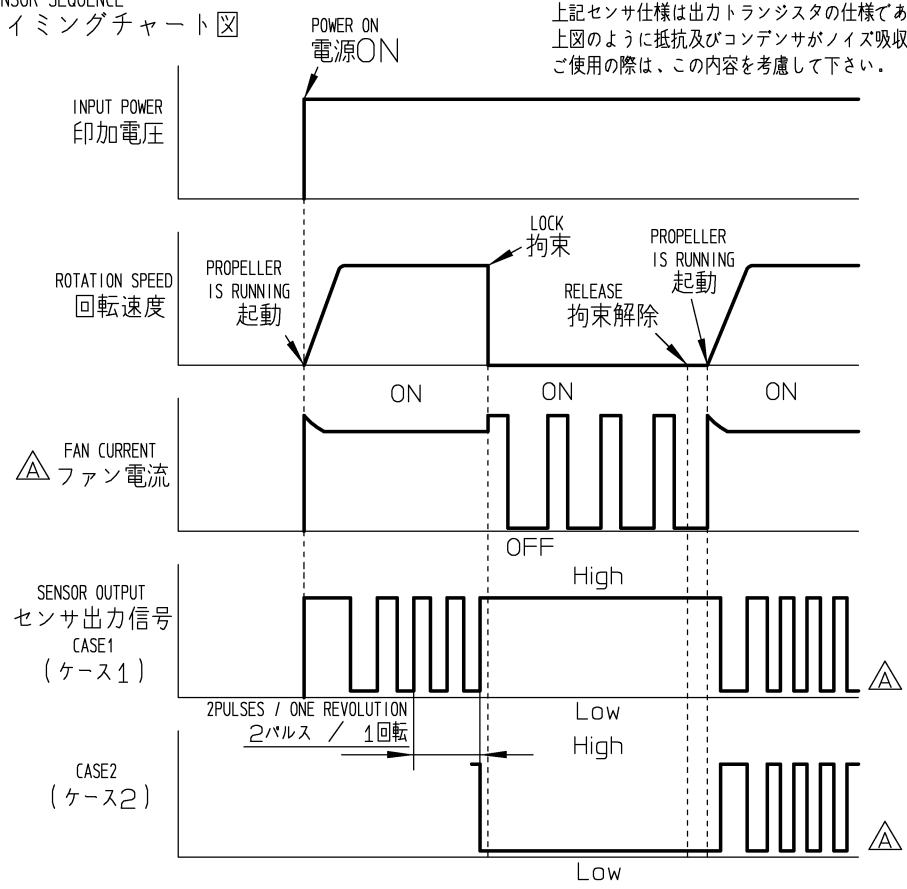 イミングチャート図
上記センサ仕様は出力トランジスタの仕様であ
上図のように抵抗及びコンデンサがノイズ吸収
ご使用の際は、この内容を考慮して下さい。
POWER ON
電源ON
INPUT POWER
印加電圧
LOCK
拘束
PROPELLER
IS RUNNING
起動
ROTATION SPEED
回転速度
PROPELLER
IS RUNNING
起動
RELEASE
拘束解除
ON
ON
ON
A
FAN CURRENT
ファン電流
OFF
High
SENSOR OUTPUT
センサ出力信号
CASE1
(ケース1)
A
2PULSES / ONE REVOLUTION
2パルス / 1回転
Low
High
CASE2
(ケース2)
A
Low